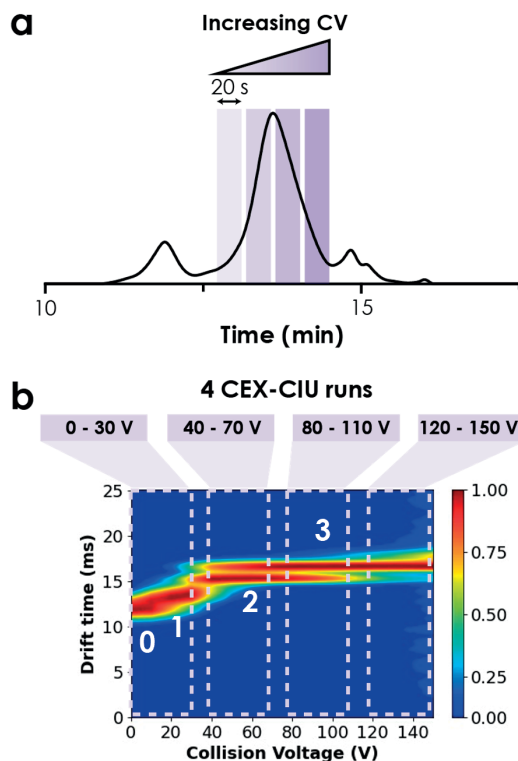 a
Increasing CV
20 s
10
15
Time (min)
b
4 CEX-CIU runs
0 - 30 V
40 - 70 V
80 - 110 V
120 - 150 V
25
20
15
10
5
0
Drift time (ms)
0
1
2
3
0 20 40 60 80 100 120 140
Collision Voltage (V)
1.00
0.75
0.50
0.25
0.00